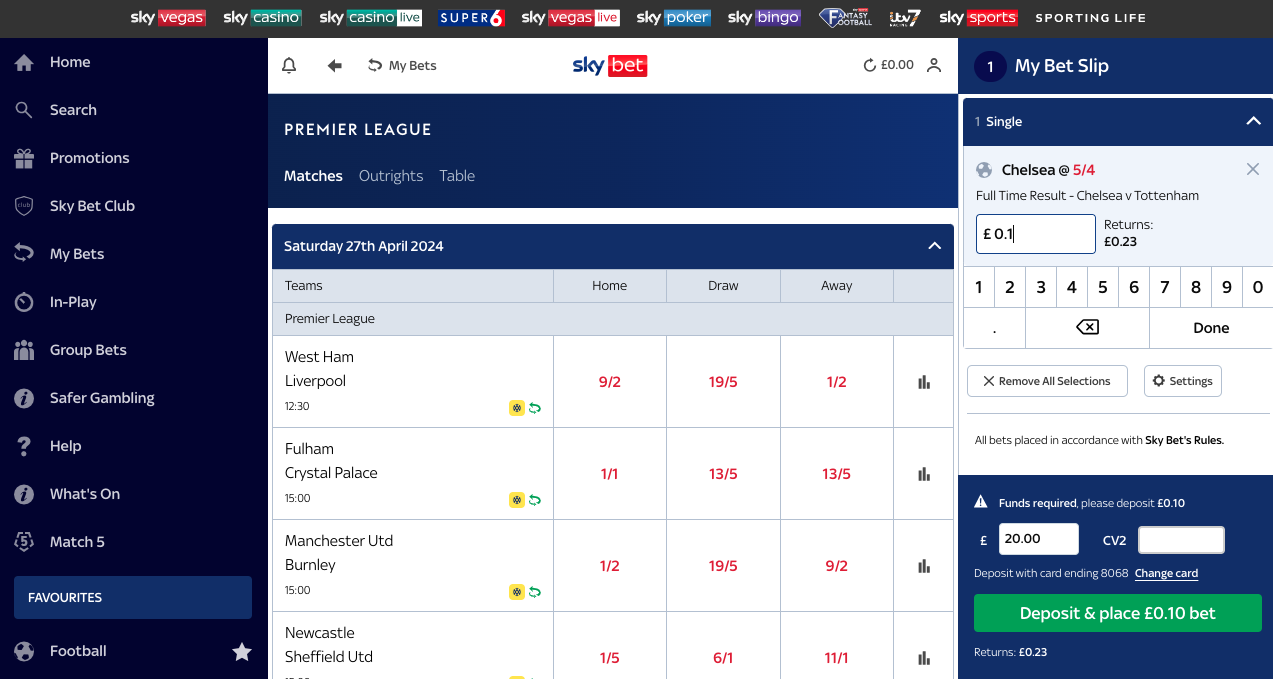 sky vegas sky casino sky casino live SUPER 6 sky vegas live sky poker sky bingo FANTASY FOOTBALL itv7 sky sports SPORTING LIFE
Home
Search
Promotions
Sky Bet Club
My Bets
In-Play
Group Bets
Safer Gambling
Help
What's On
Match 5
FAVOURITES
Football
My Bets
sky bet
£0.00
PREMIER LEAGUE
Matches Outrights Table
Saturday 27th April 2024
Teams Home Draw Away
Premier League
West Ham
Liverpool
12:30
9/2 19/5 1/2
Fulham
Crystal Palace
15:00
1/1 13/5 13/5
Manchester Utd
Burnley
15:00
1/2 19/5 9/2
Newcastle
Sheffield Utd
1/5 6/1 11/1
1 My Bet Slip
1 Single
Chelsea @ 5/4
Full Time Result - Chelsea v Tottenham
£ 0.1
Returns:
£0.23
1 2 3 4 5 6 7 8 9 0
. Done
Remove All Selections Settings
All bets placed in accordance with Sky Bet's Rules.
Funds required, please deposit £0.10
£ 20.00 CV2
Deposit with card ending 8068 Change card
Deposit & place £0.10 bet
Returns: £0.23